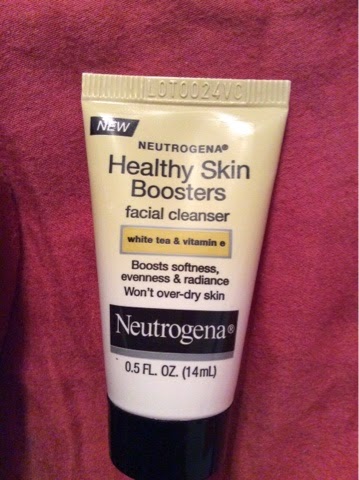 LOT0024VC
NEW
NEUTROGENA®
Healthy Skin
Boosters
facial cleanser
white tea & vitamin e
Boosts softness,
evenness & radiance
Won't over-dry skin
Neutrogena®
0.5 FL. OZ. (14mL)